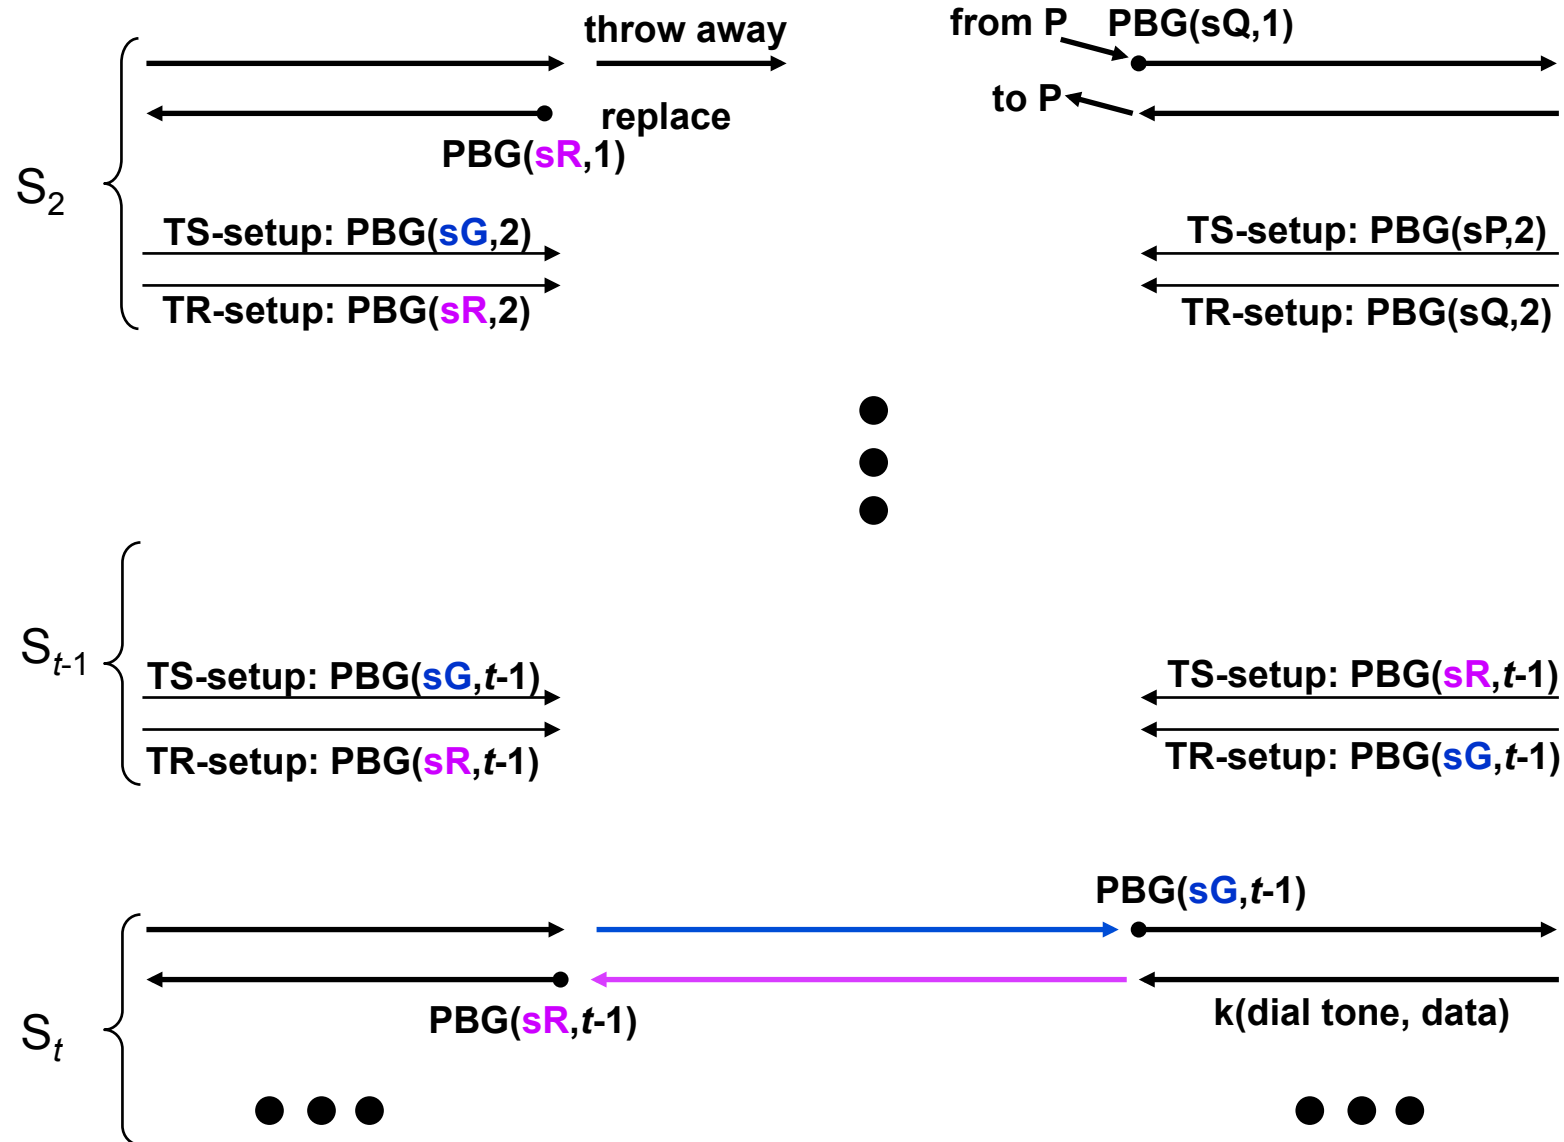 throw away
from P
PBG(sQ,1)
replace
to P
PBG(sR,1)
S2
TS-setup: PBG(sG,2)
TS-setup: PBG(sP,2)
TR-setup: PBG(sR,2)
TR-setup: PBG(sQ,2)
St-1
TS-setup: PBG(sG,t-1)
TS-setup: PBG(sR,t-1)
TR-setup: PBG(sR,t-1)
TR-setup: PBG(sG,t-1)
PBG(sG,t-1)
PBG(sR,t-1)
k(dial tone, data)
St